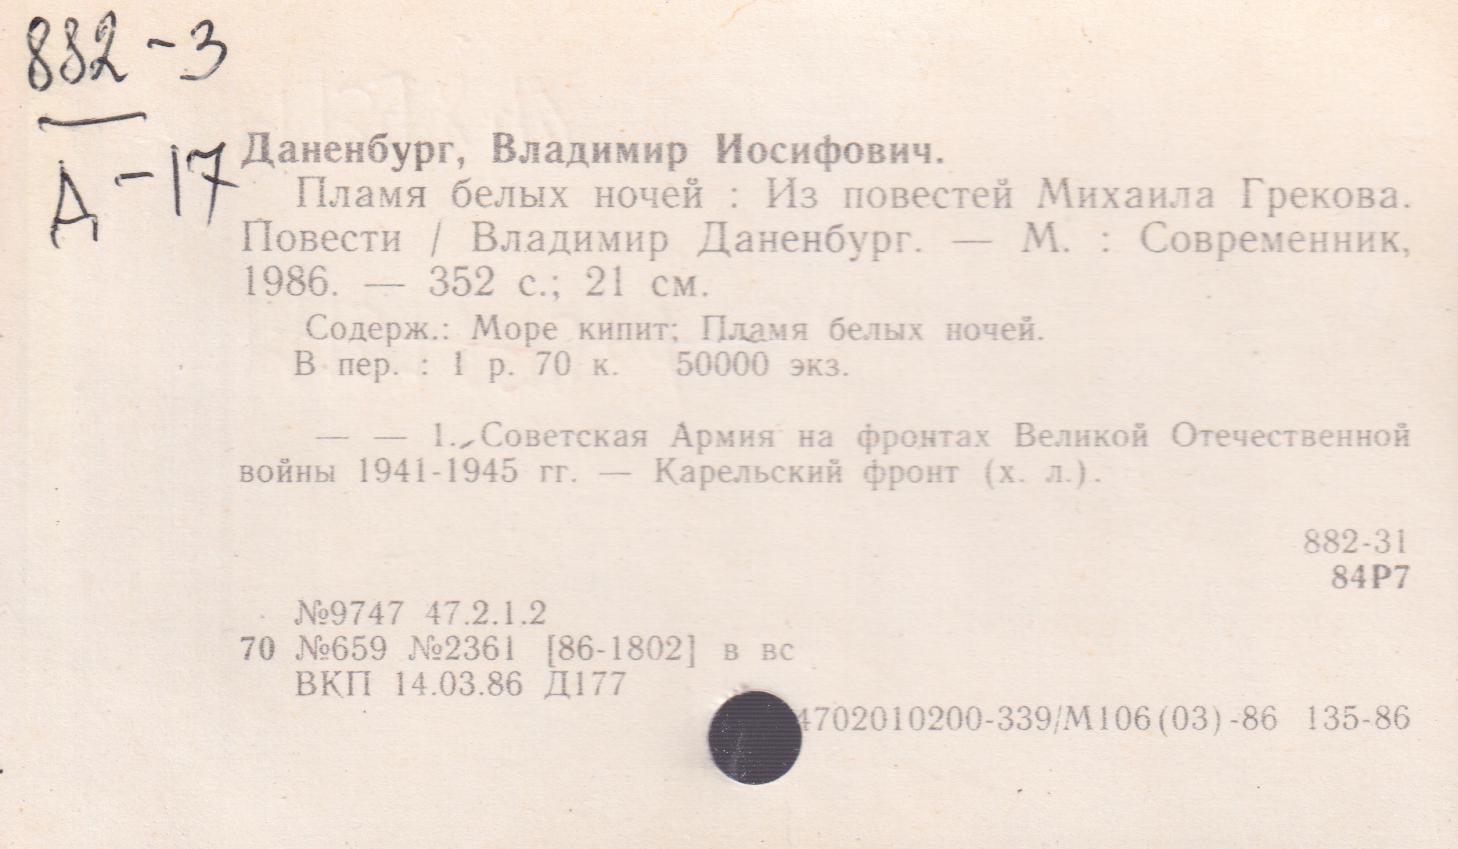 882-3
Д-17
Даненбург, Владимир Иосифович.
Пламя белых ночей : Из повестей Михаила Грекова.
Повести / Владимир Даненбург. — М. : Современник,
1986. — 352 с.; 21 см.
Содерж.: Море кипит; Пламя белых ночей.
В пер. : 1 р. 70 к. 50000 экз.
— — 1. Советская Армия на фронтах Великой Отечественной
войны 1941-1945 гг. — Карельский фронт (х. л.).
882-31
84Р7
№9747 47.2.1.2
70 №659 №2361 [86-1802] в вс
ВКП 14.03.86 Д177
4702010200-339/М106(03)-86 135-86